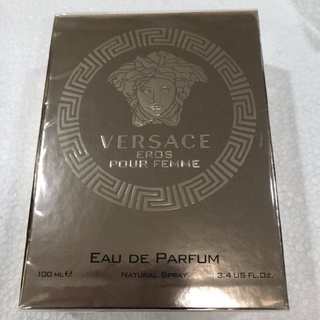 VERSACE
EROS
POUR FEMME
EAU DE PARFUM
100 ML℮ NATURAL SPRAY 3.4 US FL.OZ.